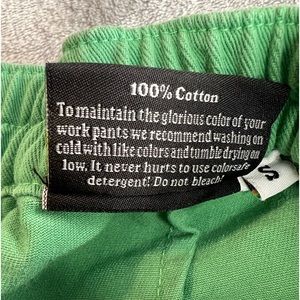 100% Cotton
To maintain the glorious color of your
work pants we recommend washing on
cold with like colors and tumble drying on
low. It never hurts to use colorsafe
detergent! Do not bleach!
S